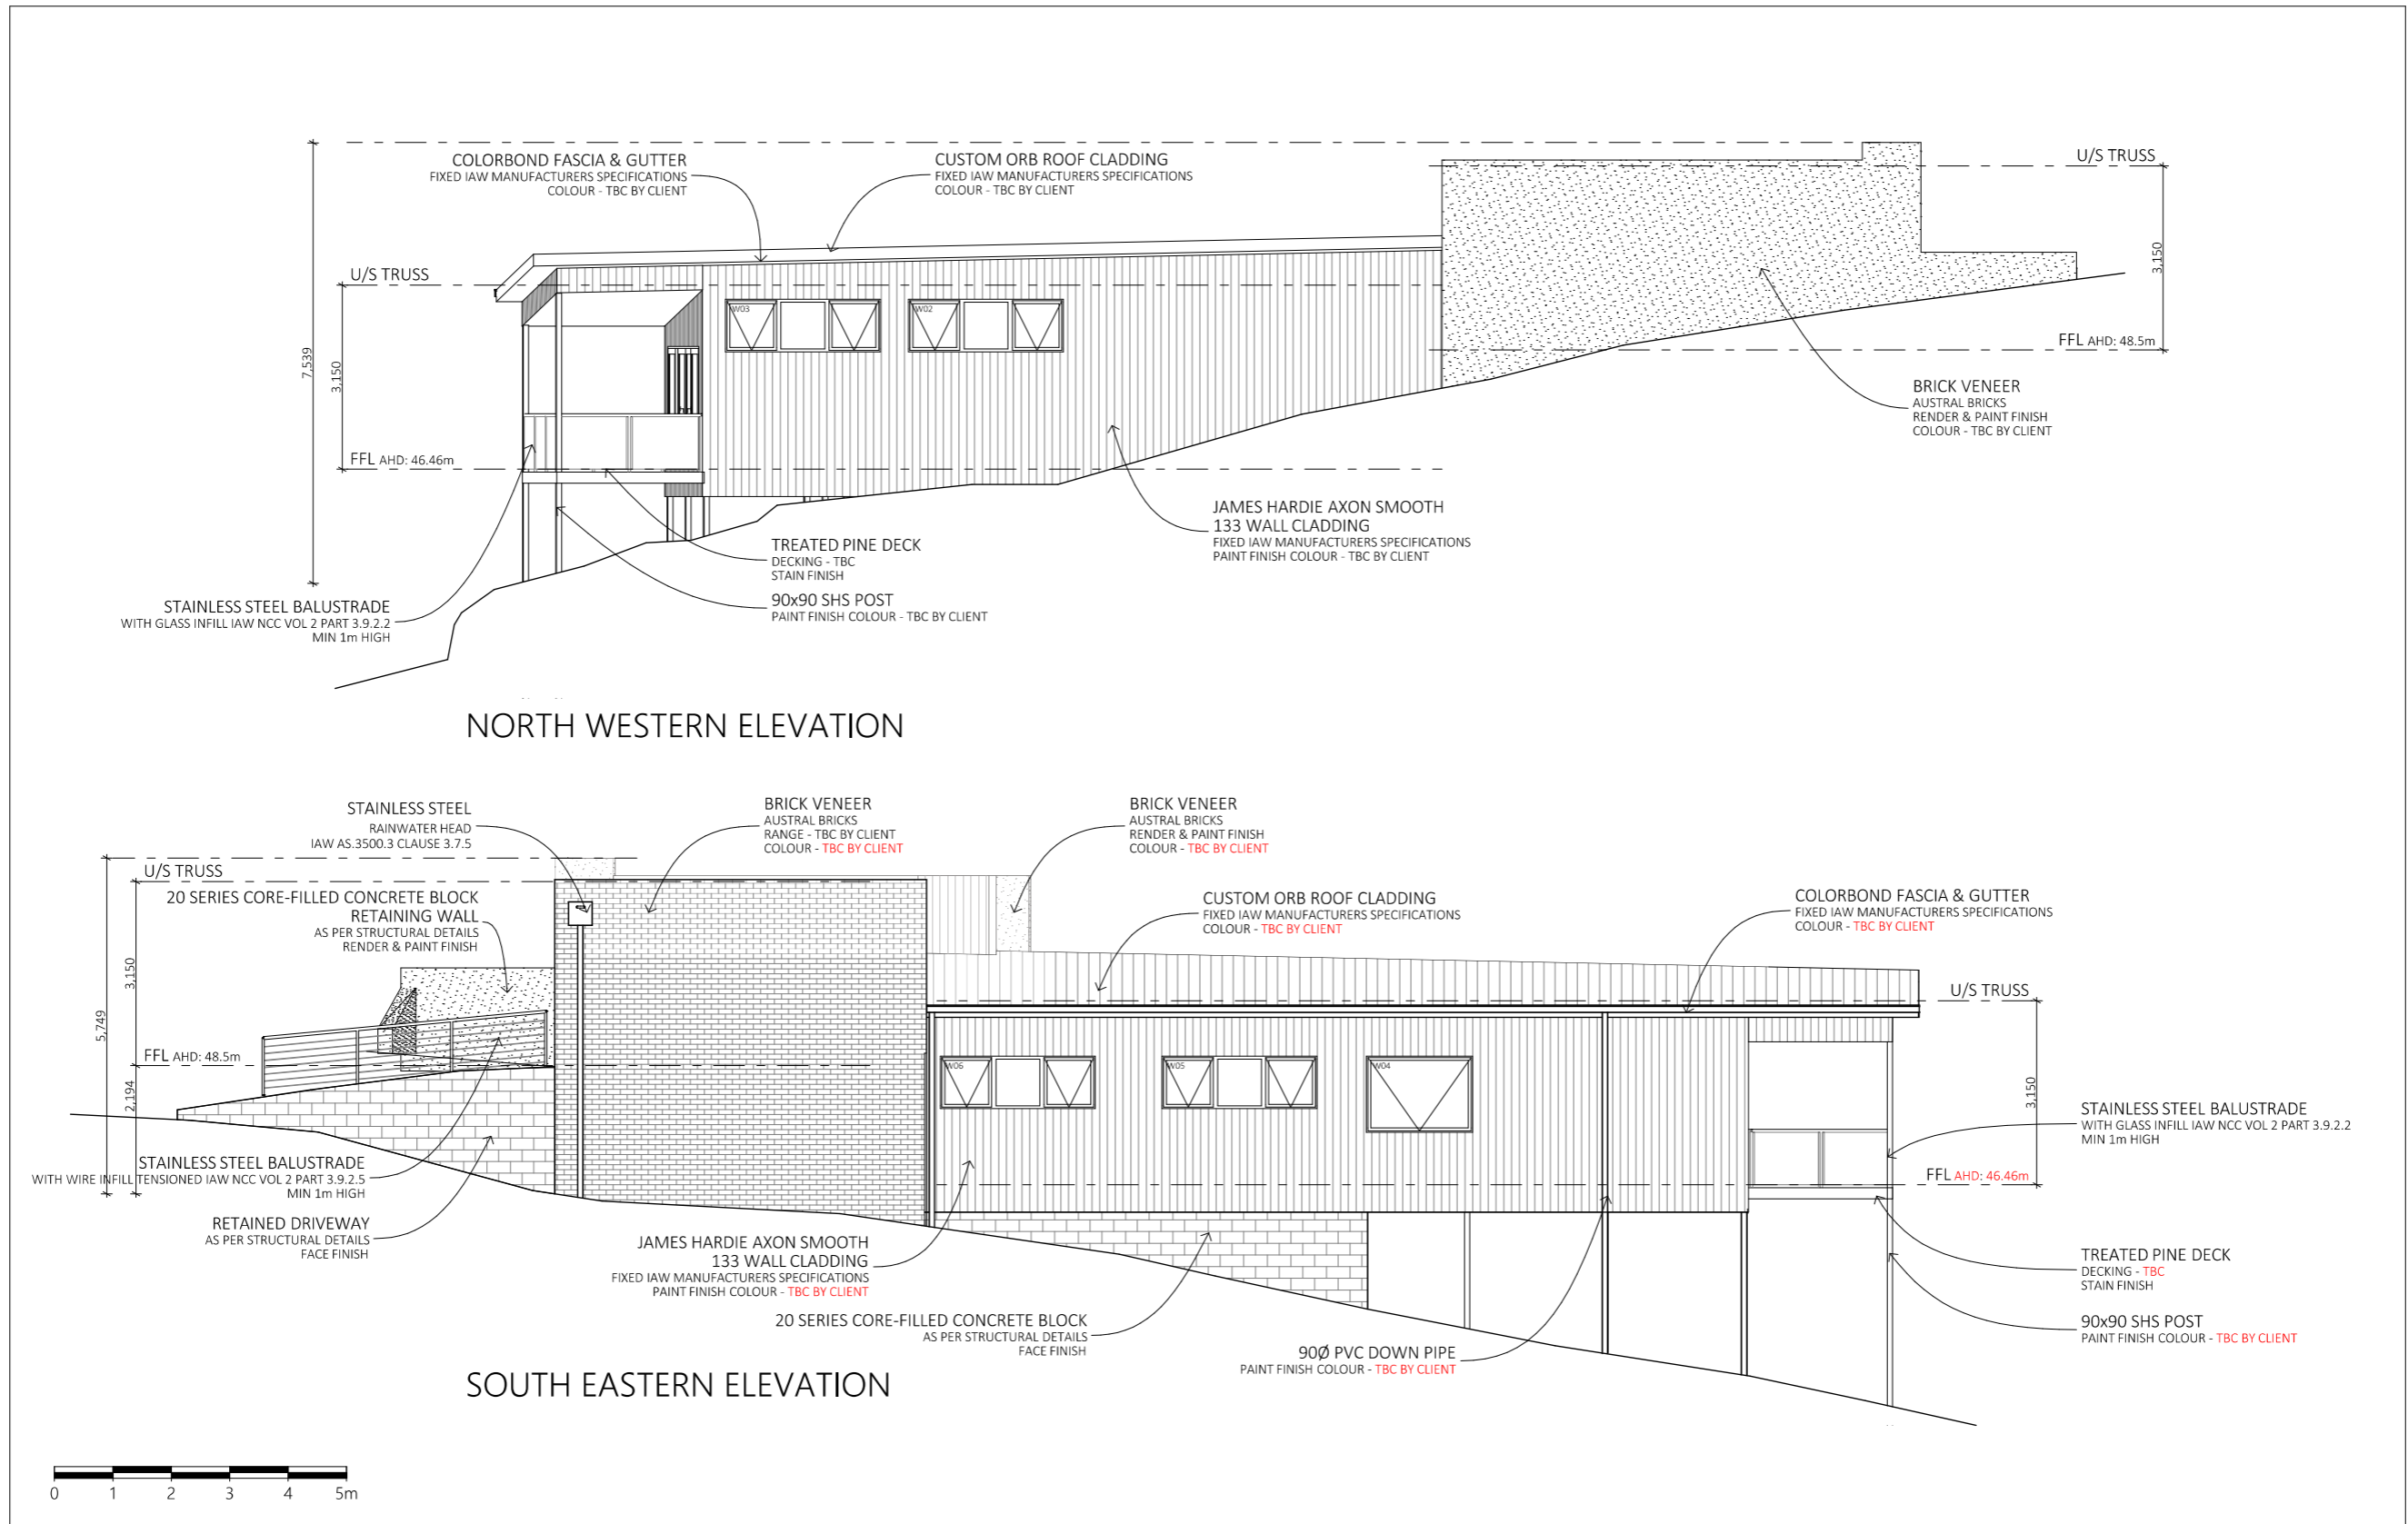 COLORBOND FASCIA & GUTTER
FIXED IAW MANUFACTURERS SPECIFICATIONS
COLOUR - TBC BY CLIENT
CUSTOM ORB ROOF CLADDING
FIXED IAW MANUFACTURERS SPECIFICATIONS
COLOUR - TBC BY CLIENT
U/S TRUSS
U/S TRUSS
7,539
3,150
3,150
W03
W02
FFL AHD: 48.5m
BRICK VENEER
AUSTRAL BRICKS
RENDER & PAINT FINISH
COLOUR - TBC BY CLIENT
FFL AHD: 46.46m
JAMES HARDIE AXON SMOOTH
133 WALL CLADDING
FIXED IAW MANUFACTURERS SPECIFICATIONS
PAINT FINISH COLOUR - TBC BY CLIENT
TREATED PINE DECK
DECKING - TBC
STAIN FINISH
90x90 SHS POST
PAINT FINISH COLOUR - TBC BY CLIENT
STAINLESS STEEL BALUSTRADE
WITH GLASS INFILL IAW NCC VOL 2 PART 3.9.2.2
MIN 1m HIGH
NORTH WESTERN ELEVATION
STAINLESS STEEL
RAINWATER HEAD
IAW AS.3500.3 CLAUSE 3.7.5
BRICK VENEER
AUSTRAL BRICKS
RANGE - TBC BY CLIENT
COLOUR - TBC BY CLIENT
BRICK VENEER
AUSTRAL BRICKS
RENDER & PAINT FINISH
COLOUR - TBC BY CLIENT
U/S TRUSS
20 SERIES CORE-FILLED CONCRETE BLOCK
RETAINING WALL
AS PER STRUCTURAL DETAILS
RENDER & PAINT FINISH
CUSTOM ORB ROOF CLADDING
FIXED IAW MANUFACTURERS SPECIFICATIONS
COLOUR - TBC BY CLIENT
COLORBOND FASCIA & GUTTER
FIXED IAW MANUFACTURERS SPECIFICATIONS
COLOUR - TBC BY CLIENT
U/S TRUSS
5,749
3,150
2,194
FFL AHD: 48.5m
W06
W05
W04
3,150
STAINLESS STEEL BALUSTRADE
WITH GLASS INFILL IAW NCC VOL 2 PART 3.9.2.2
MIN 1m HIGH
FFL AHD: 46.46m
STAINLESS STEEL BALUSTRADE
WITH WIRE INFILL TENSIONED IAW NCC VOL 2 PART 3.9.2.5
MIN 1m HIGH
RETAINED DRIVEWAY
AS PER STRUCTURAL DETAILS
FACE FINISH
JAMES HARDIE AXON SMOOTH
133 WALL CLADDING
FIXED IAW MANUFACTURERS SPECIFICATIONS
PAINT FINISH COLOUR - TBC BY CLIENT
20 SERIES CORE-FILLED CONCRETE BLOCK
AS PER STRUCTURAL DETAILS
FACE FINISH
90Ø PVC DOWN PIPE
PAINT FINISH COLOUR - TBC BY CLIENT
TREATED PINE DECK
DECKING - TBC
STAIN FINISH
90x90 SHS POST
PAINT FINISH COLOUR - TBC BY CLIENT
SOUTH EASTERN ELEVATION
0 1 2 3 4 5m